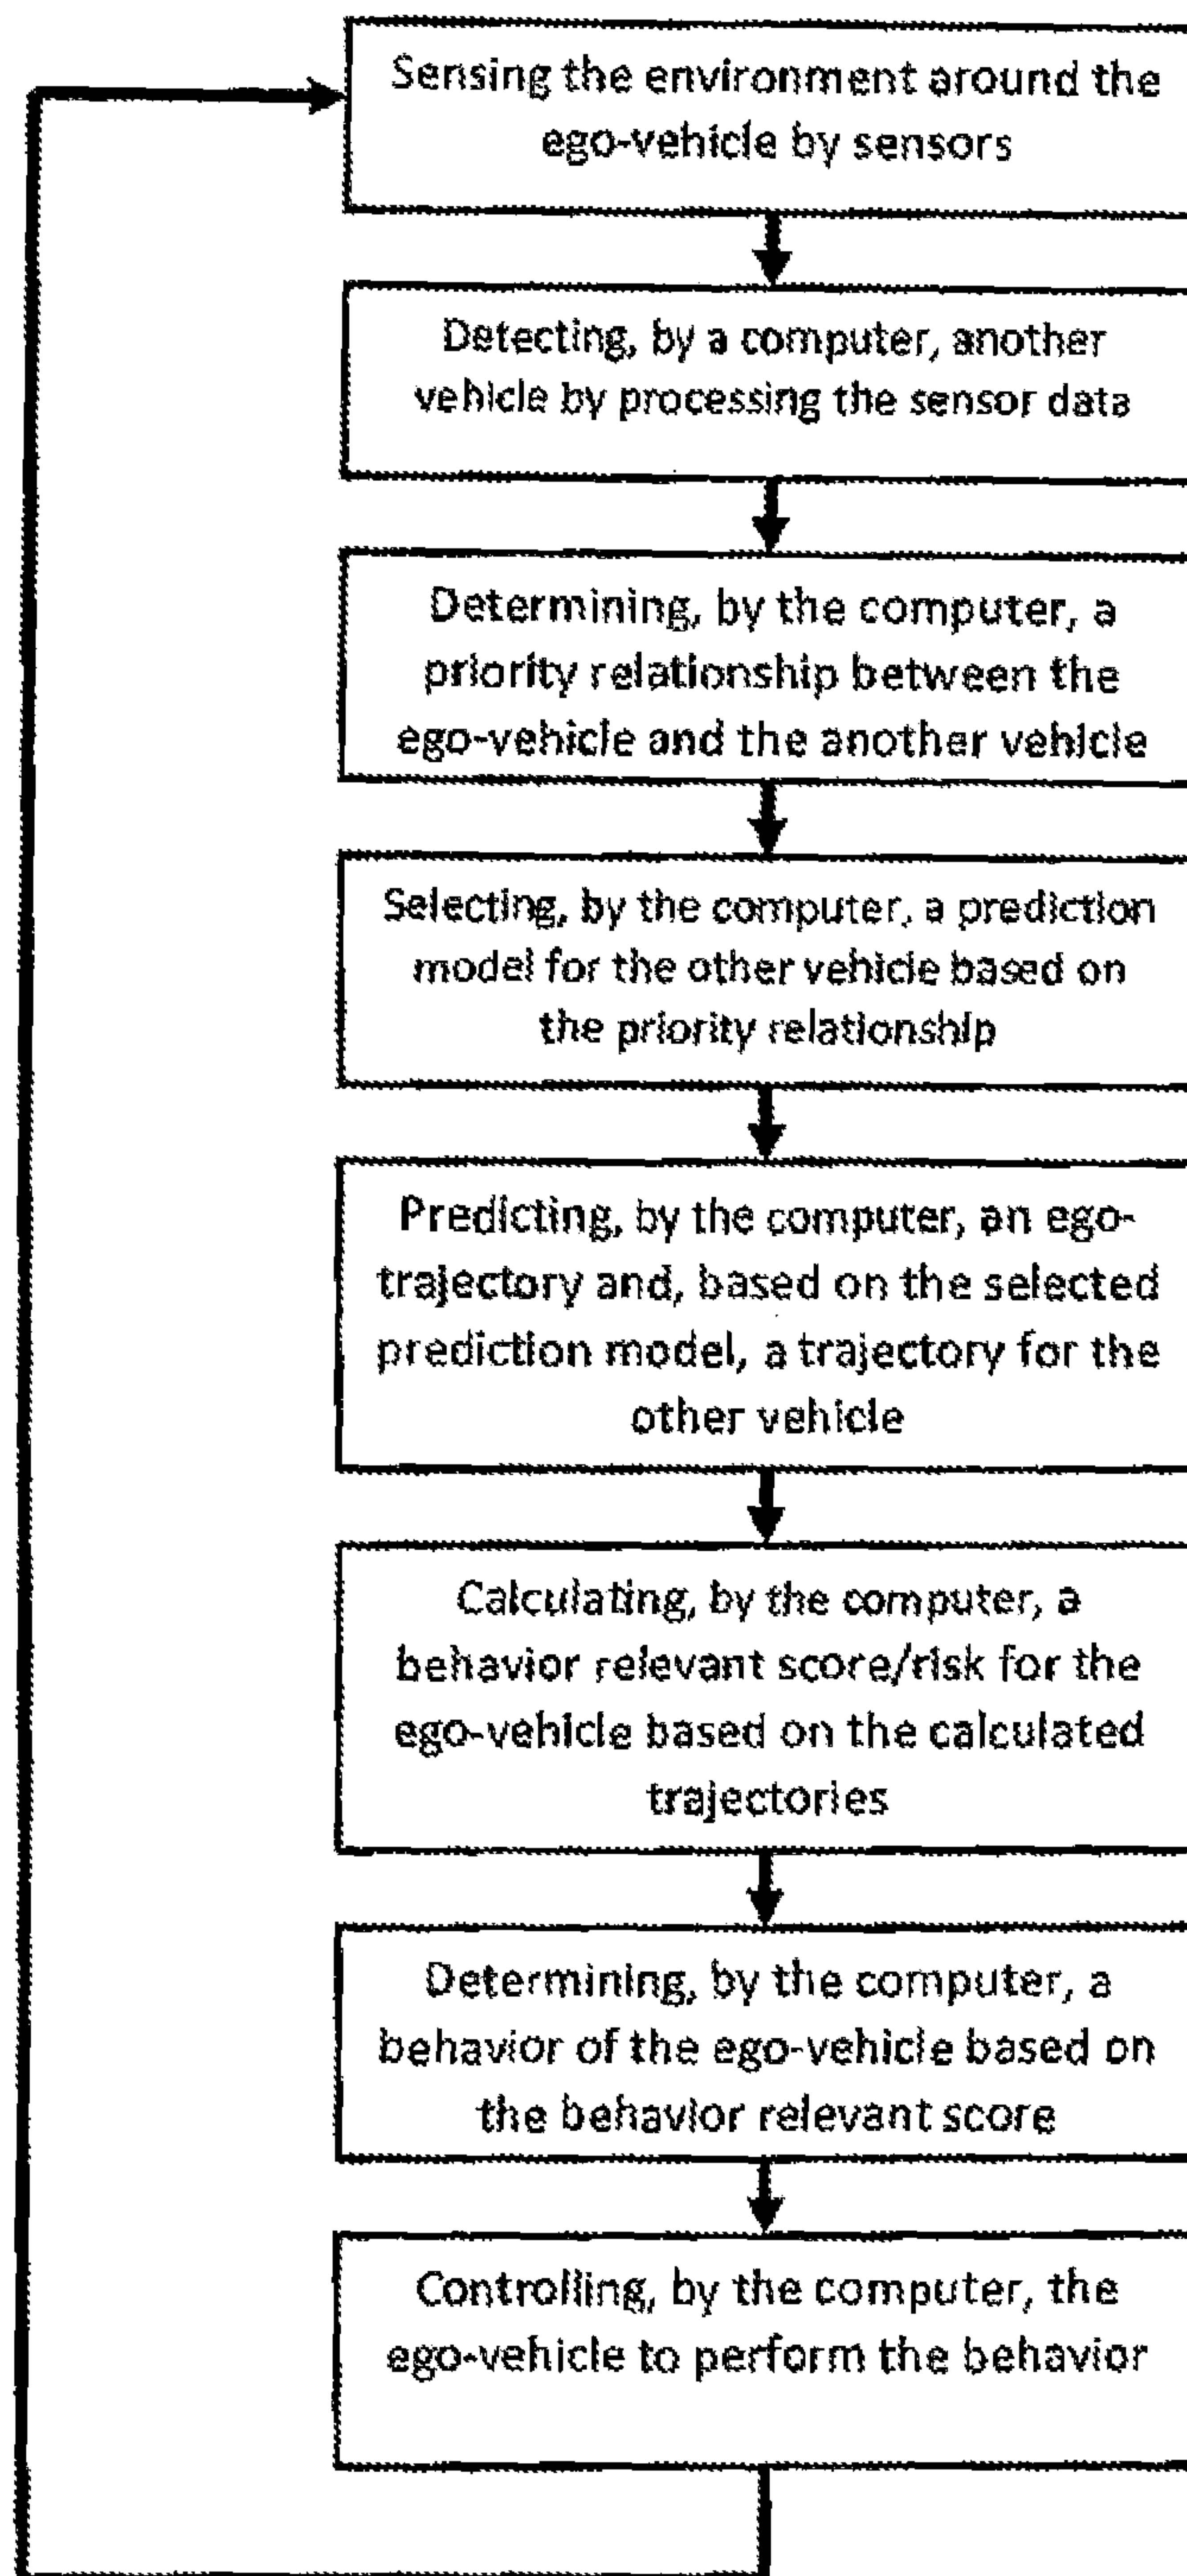 Sensing the environment around the
ego-vehicle by sensors
Detecting, by a computer, another
vehicle by processing the sensor data
Determining, by the computer, a
priority relationship between the
ego-vehicle and the another vehicle
Selecting, by the computer, a prediction
model for the other vehicle based on
the priority relationship
Predicting, by the computer, an ego-
trajectory and, based on the selected
prediction model, a trajectory for the
other vehicle
Calculating, by the computer, a
behavior relevant score/risk for the
ego-vehicle based on the calculated
trajectories
Determining, by the computer, a
behavior of the ego-vehicle based on
the behavior relevant score
Controlling, by the computer, the
ego-vehicle to perform the behavior